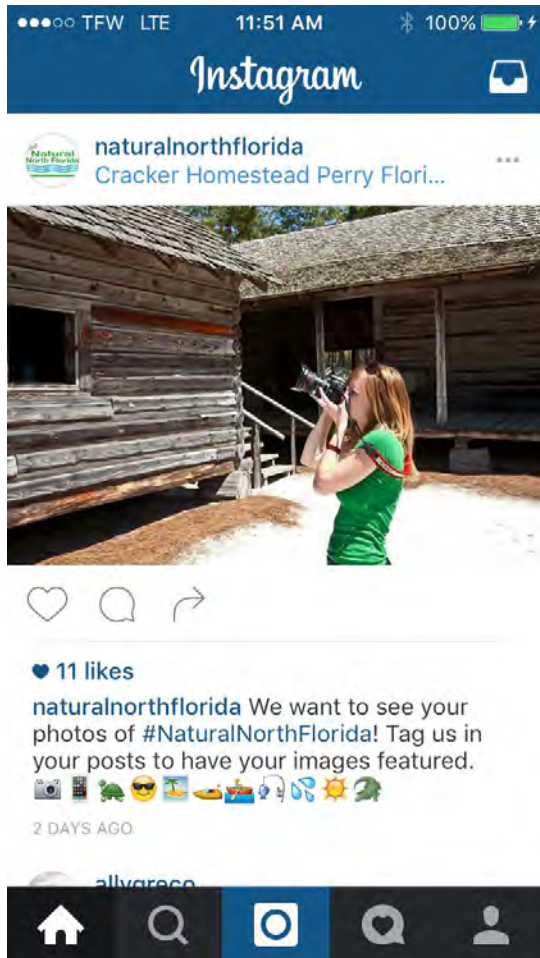 TFW LTE 11:51 AM 100%
Instagram
Natural
North Florida
naturalnorthflorida
Cracker Homestead Perry Flori...
11 likes
naturalnorthflorida We want to see your
photos of #NaturalNorthFlorida! Tag us in
your posts to have your images featured.
📷📱🐢😎🏝🚤🚣🎣💦☀️🐊
2 DAYS AGO
allygreco